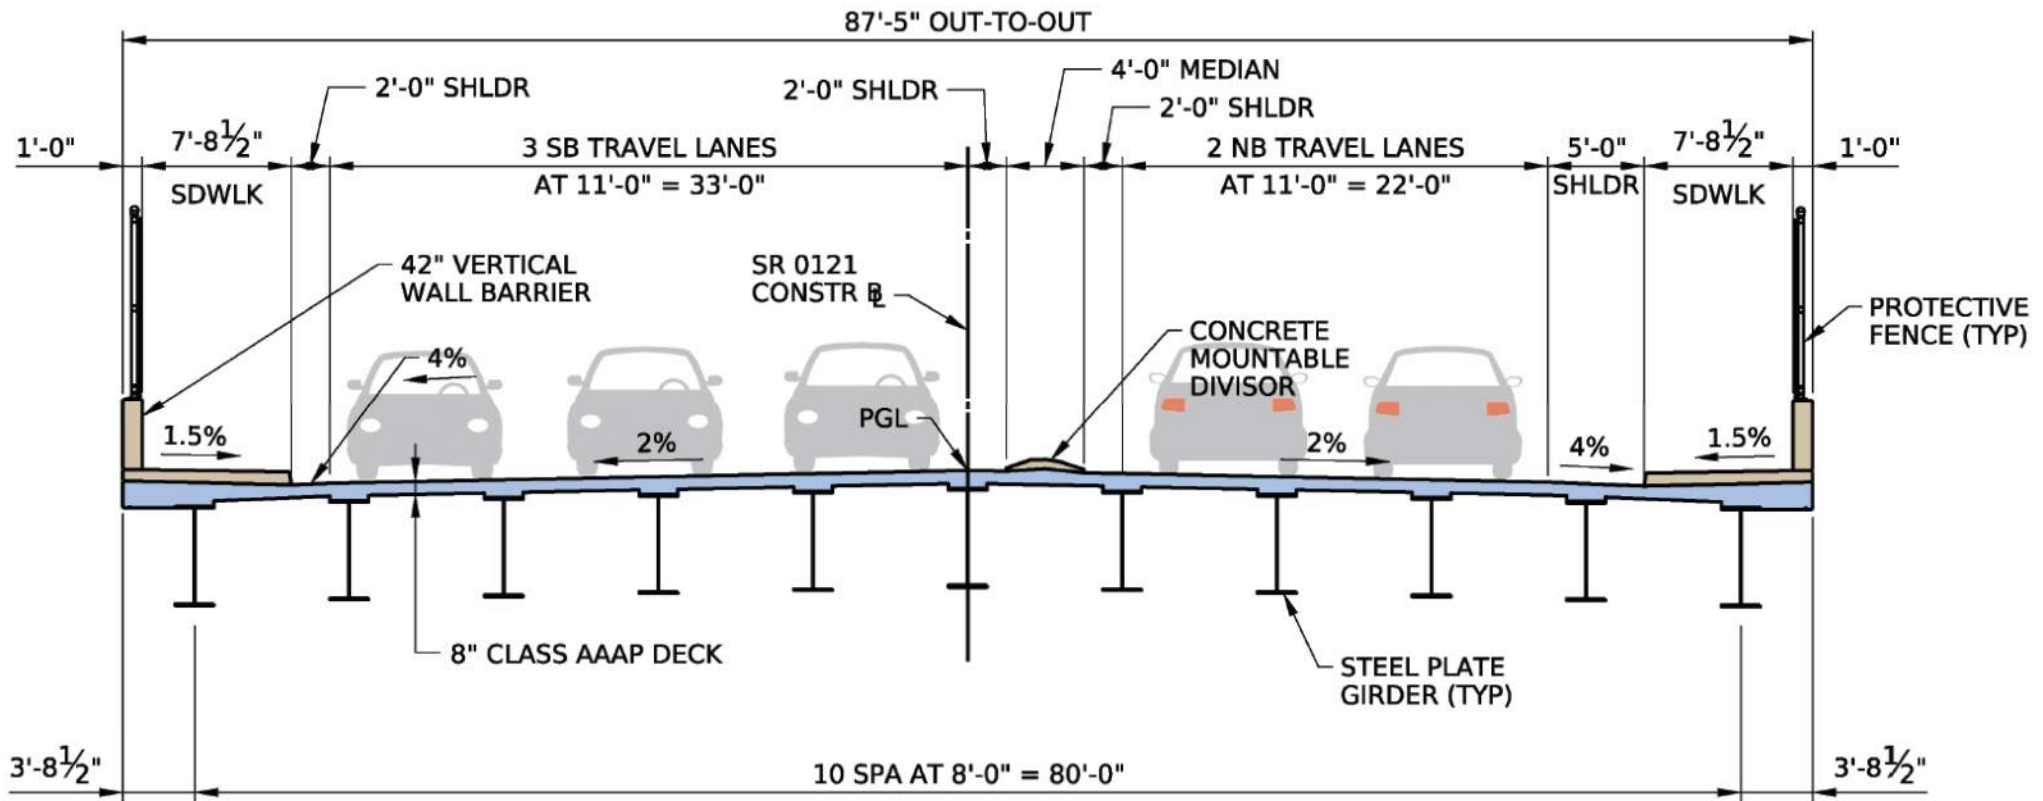 87'-5" OUT-TO-OUT
2'-0" SHLDR
2'-0" SHLDR
4'-0" MEDIAN
2'-0" SHLDR
1'-0"
7'-8½"
SDWLK
3 SB TRAVEL LANES
AT 11'-0" = 33'-0"
2 NB TRAVEL LANES
AT 11'-0" = 22'-0"
5'-0"
SHLDR
7'-8½"
SDWLK
1'-0"
42" VERTICAL
WALL BARRIER
SR 0121
CONSTR BL
CONCRETE
MOUNTABLE
DIVISOR
PROTECTIVE
FENCE (TYP)
4%
PGL
1.5%
2%
2%
4%
1.5%
8" CLASS AAAP DECK
STEEL PLATE
GIRDER (TYP)
3'-8½"
10 SPA AT 8'-0" = 80'-0"
3'-8½"